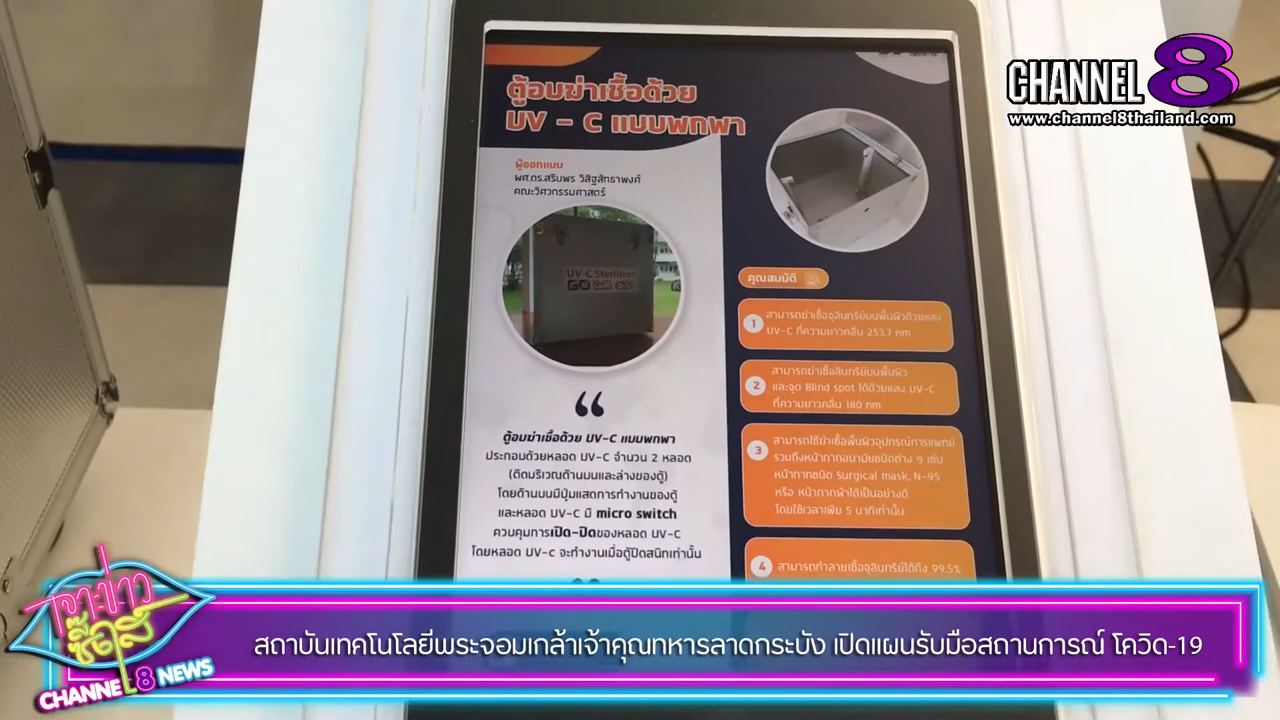 CHANNEL 8
www.channel8thailand.com
ตู้อบฆ่าเชื้อด้วย
UV - C แบบพกพา
ผู้ออกแบบ
ผศ.ดร.สรินพร วิสิฐสัทธาพงศ์
คณะวิศวกรรมศาสตร์
UV-C Sterilizer
GO
“
ตู้อบฆ่าเชื้อด้วย UV-C แบบพกพา
ประกอบด้วยหลอด UV-C จำนวน 2 หลอด
(ติดบริเวณด้านบนและล่างของตู้)
โดยด้านบนมีปุ่มแสดการทำงานของตู้
และหลอด UV-C มี micro switch
ควบคุมการเปิด-ปิดของหลอด UV-C
โดยหลอด UV-C จะทำงานเมื่อตู้ปิดสนิทเท่านั้น
คุณสมบัติ
1 สามารถฆ่าเชื้อจุลินทรีย์บนพื้นผิวด้วยแสง
UV-C ที่ความยาวคลื่น 253.7 nm
2 สามารถฆ่าเชื้อลินทรีย์บนพื้นผิว
และจุด Blind spot ได้ด้วยแสง UV-C
ที่ความยาวคลื่น 180 nm
3 สามารถใช้ฆ่าเชื้อพื้นผิวอุปกรณ์การแพทย์
รวมถึงหน้ากากอนามัยชนิดต่าง ๆ เช่น
หน้ากากชนิด Surgical mask, N-95
หรือ หน้ากากผ้าได้เป็นอย่างดี
โดยใช้เวลาเพีย 5 นาทีเท่านั้น
4 สามารถทำลายเชื้อจุลินทรีย์ได้ถึง 99.5%
เจาะข่าว
ซื้อส์
CHANNEL 8 NEWS
สถาบันเทคโนโลยี่พระจอมเกล้าเจ้าคุณทหารลาดกระบัง เปิดแผนรับมือสถานการณ์ โควิด-19